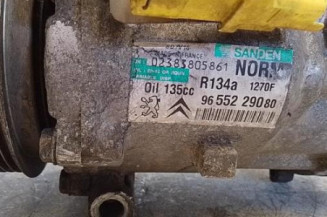 SANDEN
02383805861 NOR
Oil 135cc R134a 1270F
96 552 290 80